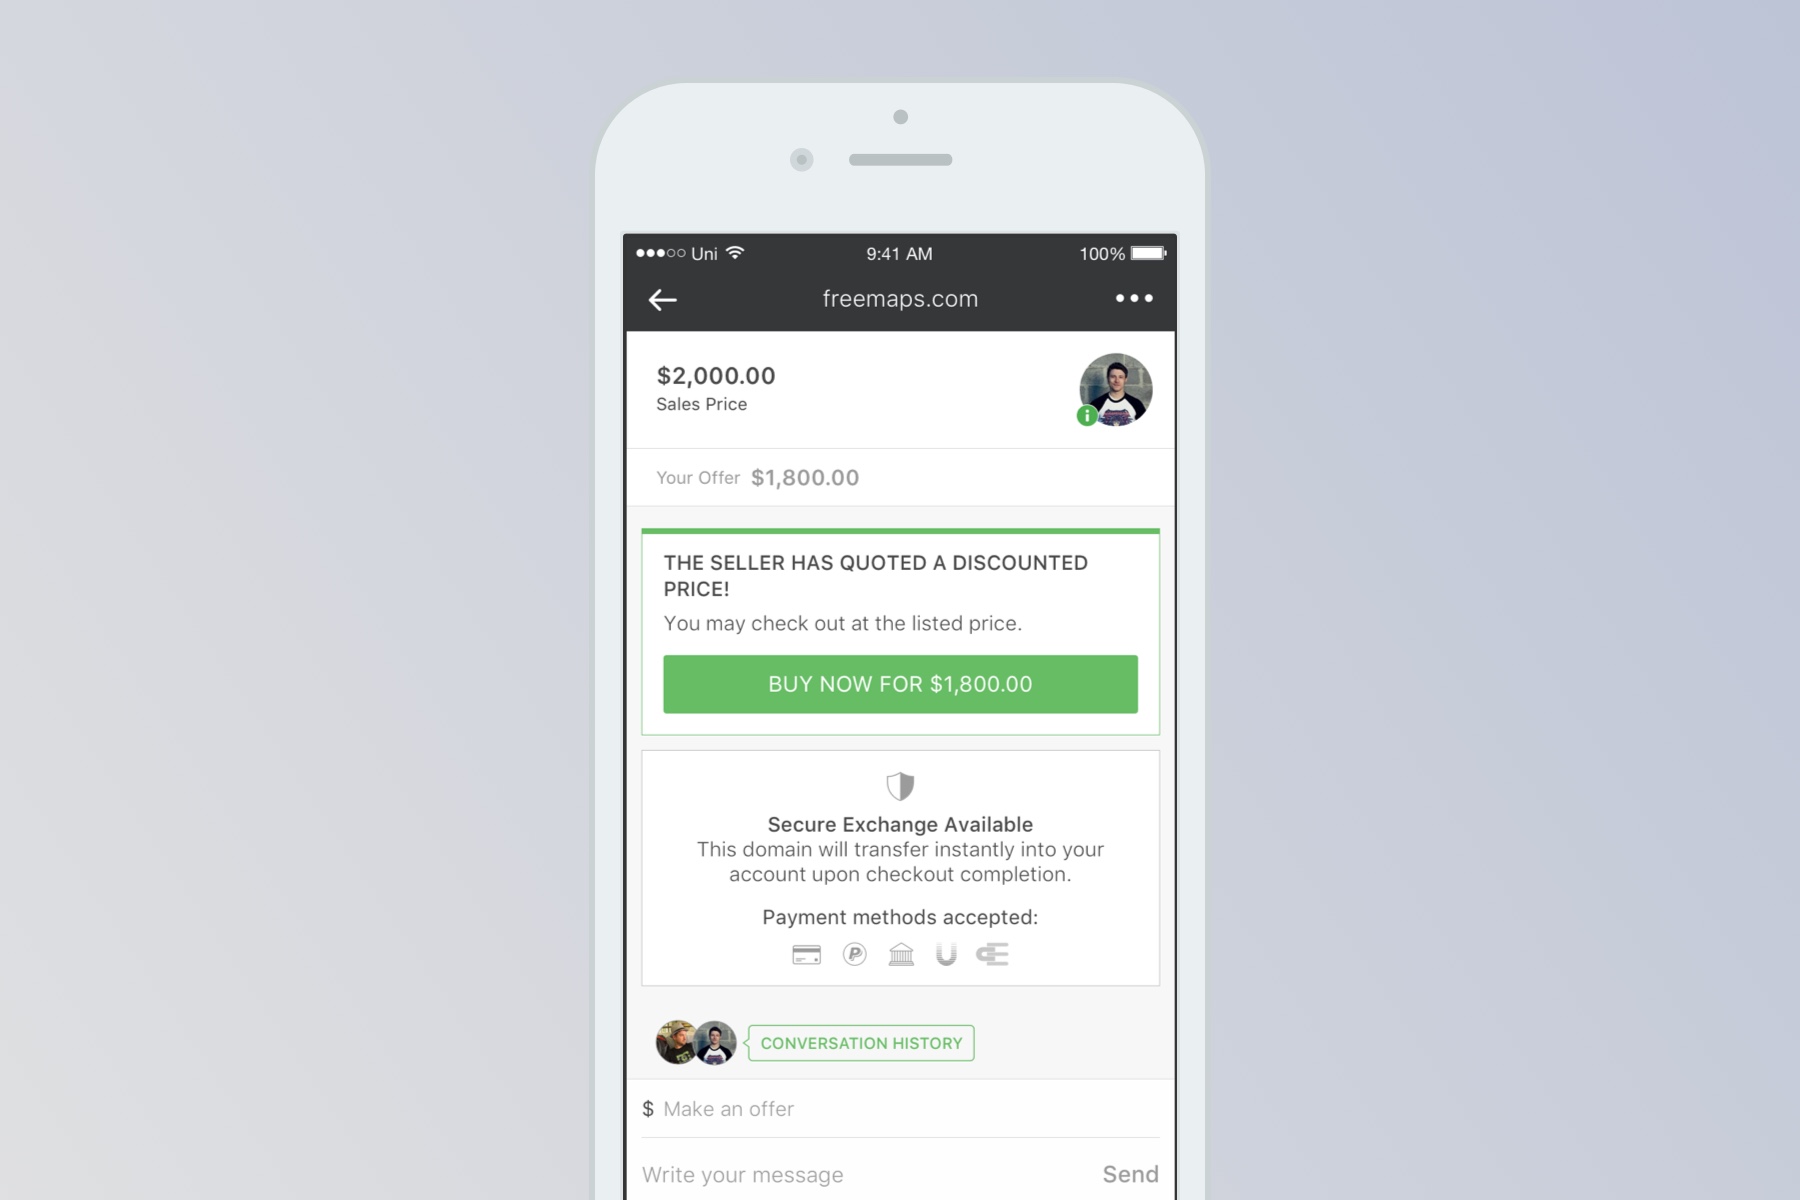 Uni 9:41 AM 100%
freemaps.com
$2,000.00
Sales Price
Your Offer $1,800.00
THE SELLER HAS QUOTED A DISCOUNTED
PRICE!
You may check out at the listed price.
BUY NOW FOR $1,800.00
Secure Exchange Available
This domain will transfer instantly into your
account upon checkout completion.
Payment methods accepted:
CONVERSATION HISTORY
$ Make an offer
Write your message Send